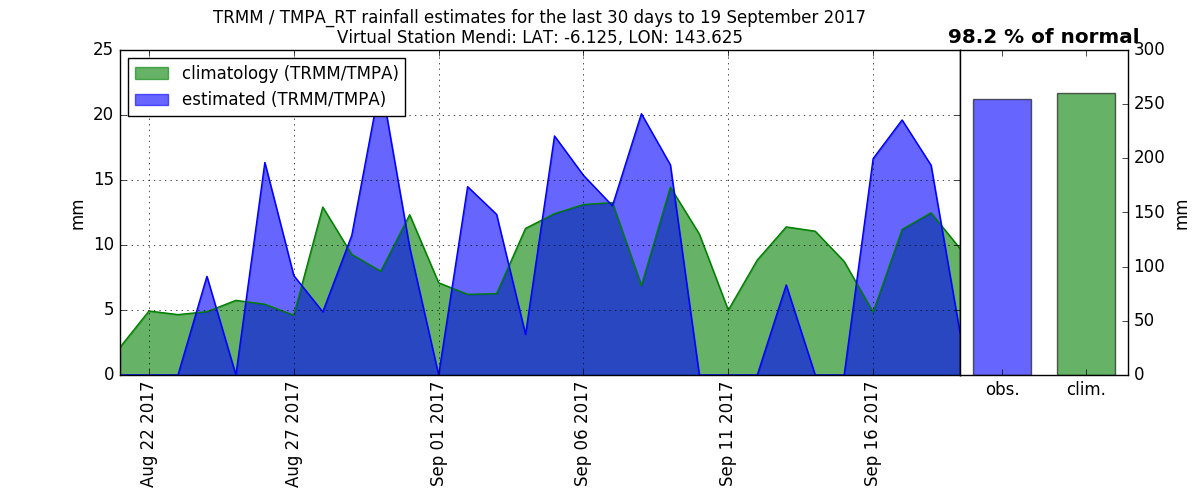 TRMM / TMPA_RT rainfall estimates for the last 30 days to 19 September 2017
Virtual Station Mendi: LAT: -6.125, LON: 143.625
98.2 % of normal
climatology (TRMM/TMPA)
estimated (TRMM/TMPA)
25
20
15
10
5
0
mm
300
250
200
150
100
50
0
mm
Aug 22 2017
Aug 27 2017
Sep 01 2017
Sep 06 2017
Sep 11 2017
Sep 16 2017
obs.
clim.